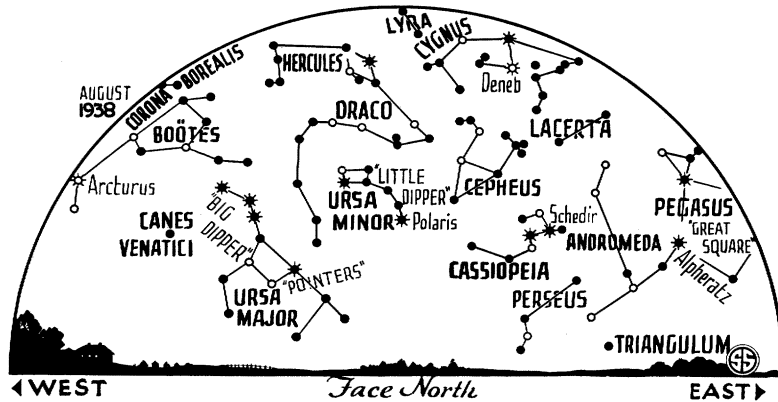 LYRA
CYGNUS
HERCULES
Deneb
CORONA BOREALIS
AUGUST
1938
BOÖTES
DRACO
LACERTA
Arcturus
"LITTLE
DIPPER"
URSA
MINOR
Polaris
CEPHEUS
"BIG
DIPPER"
CANES
VENATICI
Schedir
CASSIOPEIA
ANDROMEDA
PEGASUS
"GREAT
SQUARE"
Alpheratz
"POINTERS"
URSA
MAJOR
PERSEUS
TRIANGULUM
WEST
Face North
EAST